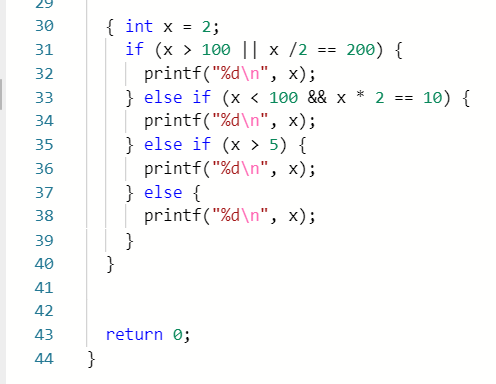 29
30 { int x = 2;
31 if (x > 100 || x /2 == 200) {
32 printf("%d\n", x);
33 } else if (x < 100 && x * 2 == 10) {
34 printf("%d\n", x);
35 } else if (x > 5) {
36 printf("%d\n", x);
37 } else {
38 printf("%d\n", x);
39 }
40 }
41
42
43 return 0;
44 }